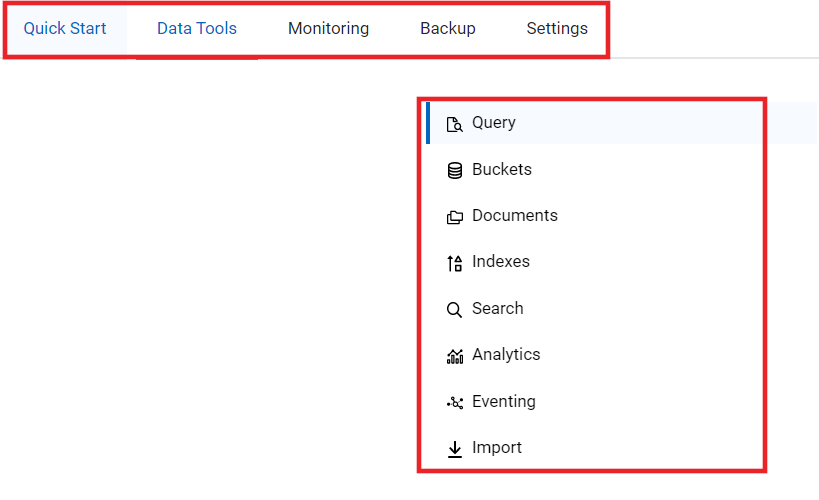 Quick Start Data Tools Monitoring Backup Settings
Query
Buckets
Documents
Indexes
Search
Analytics
Eventing
Import